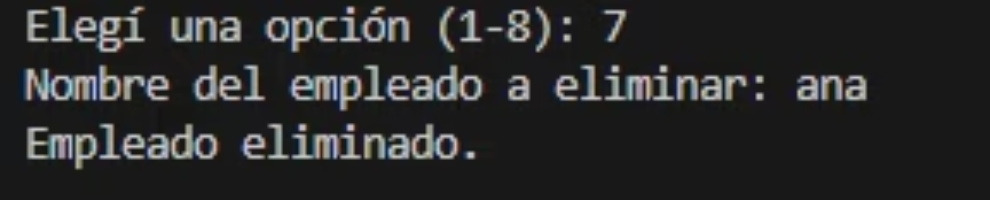 Elegí una opción (1-8): 7
Nombre del empleado a eliminar: ana
Empleado eliminado.